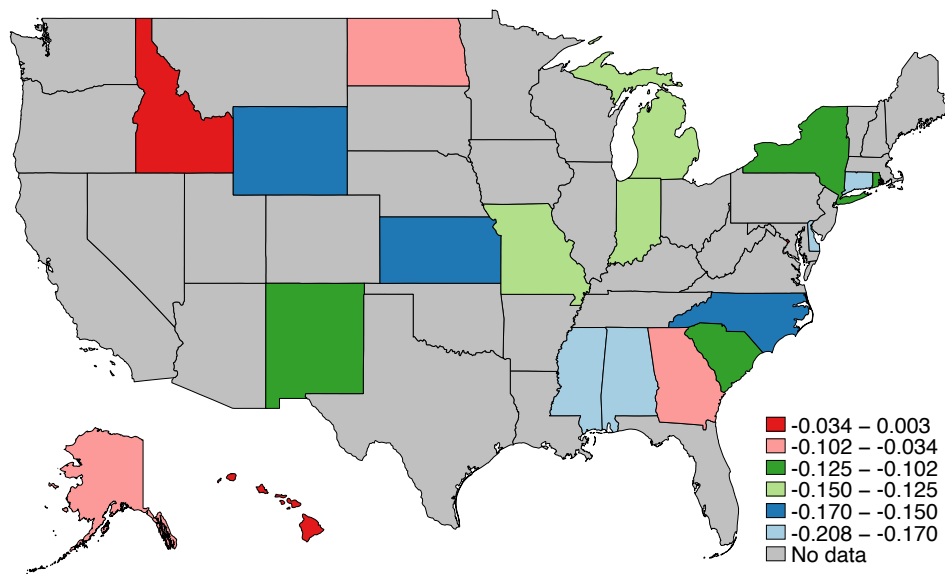 -0.034 – 0.003
-0.102 – -0.034
-0.125 – -0.102
-0.150 – -0.125
-0.170 – -0.150
-0.208 – -0.170
No data